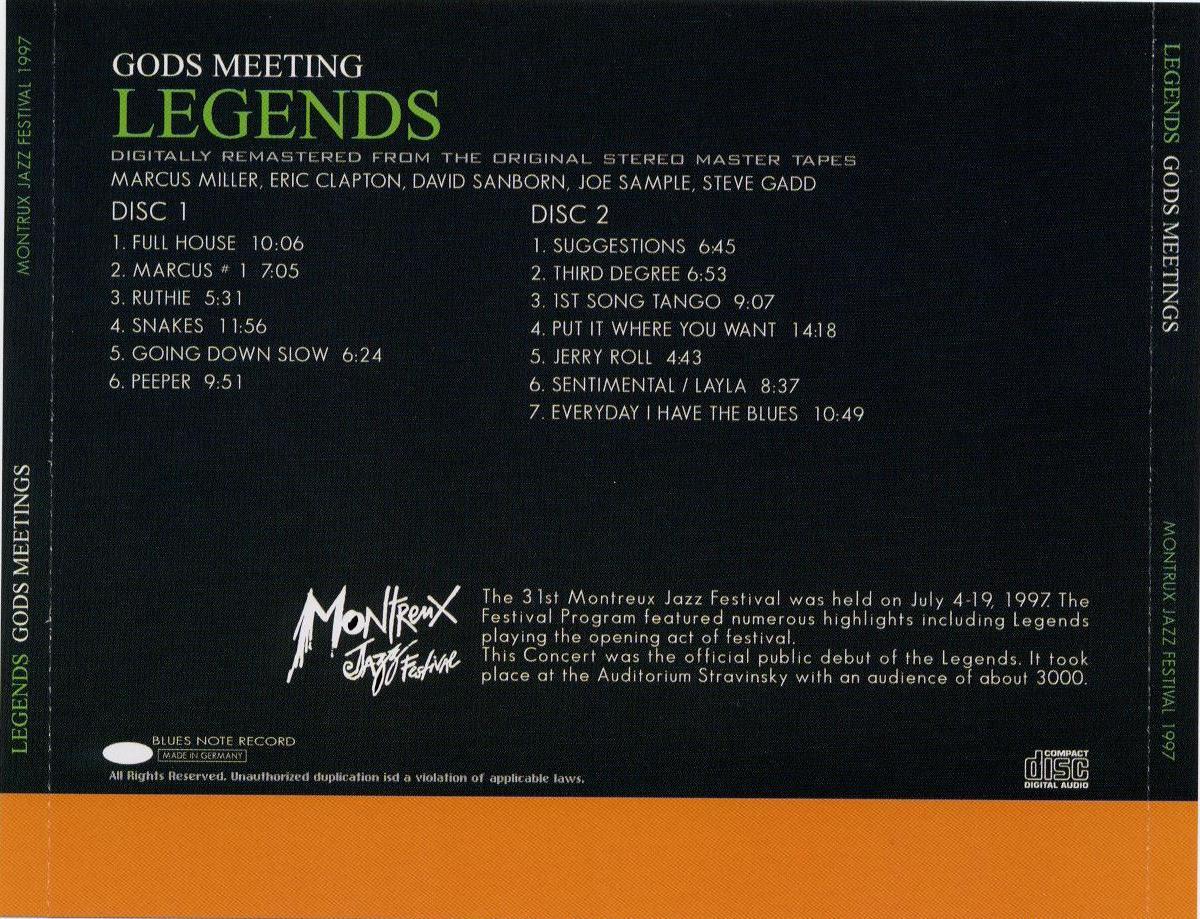 GODS MEETING
LEGENDS
DIGITALLY REMASTERED FROM THE ORIGINAL STEREO MASTER TAPES
MARCUS MILLER, ERIC CLAPTON, DAVID SANBORN, JOE SAMPLE, STEVE GADD
DISC 1
1. FULL HOUSE 10:06
2. MARCUS # 1 7:05
3. RUTHIE 5:31
4. SNAKES 11:56
5. GOING DOWN SLOW 6:24
6. PEEPER 9:51
DISC 2
1. SUGGESTIONS 6:45
2. THIRD DEGREE 6:53
3. 1ST SONG TANGO 9:07
4. PUT IT WHERE YOU WANT 14:18
5. JERRY ROLL 4:43
6. SENTIMENTAL / LAYLA 8:37
7. EVERYDAY I HAVE THE BLUES 10:49
MONTREUX
JAZZ FESTIVAL
The 31st Montreux Jazz Festival was held on July 4-19, 1997. The
Festival Program featured numerous highlights including Legends
playing the opening act of festival.
This Concert was the official public debut of the Legends. It took
place at the Auditorium Stravinsky with an audience of about 3000.
BLUES NOTE RECORD
MADE IN GERMANY
All Rights Reserved. Unauthorized duplication isd a violation of applicable laws.
COMPACT
disc
DIGITAL AUDIO
LEGENDS GODS MEETINGS
MONTRUX JAZZ FESTIVAL 1997
LEGENDS GODS MEETINGS
MONTRUX JAZZ FESTIVAL 1997